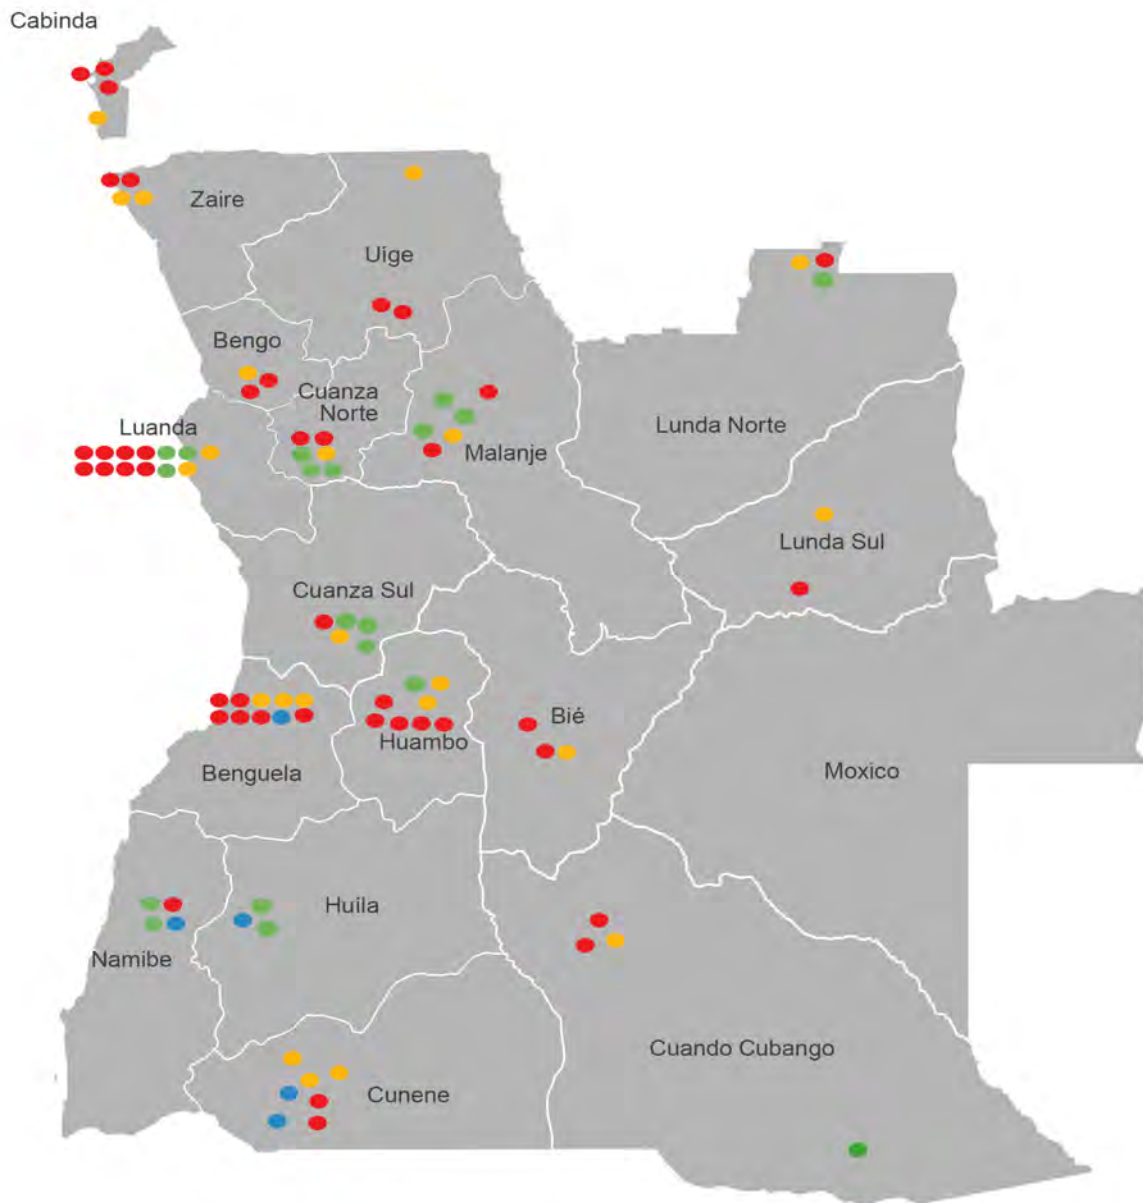 Cabinda
Zaire
Uige
Bengo
Cuanza
Norte
Luanda
Malanje
Lunda Norte
Lunda Sul
Cuanza Sul
Bié
Huambo
Benguela
Moxico
Huíla
Namibe
Cuando Cubango
Cunene